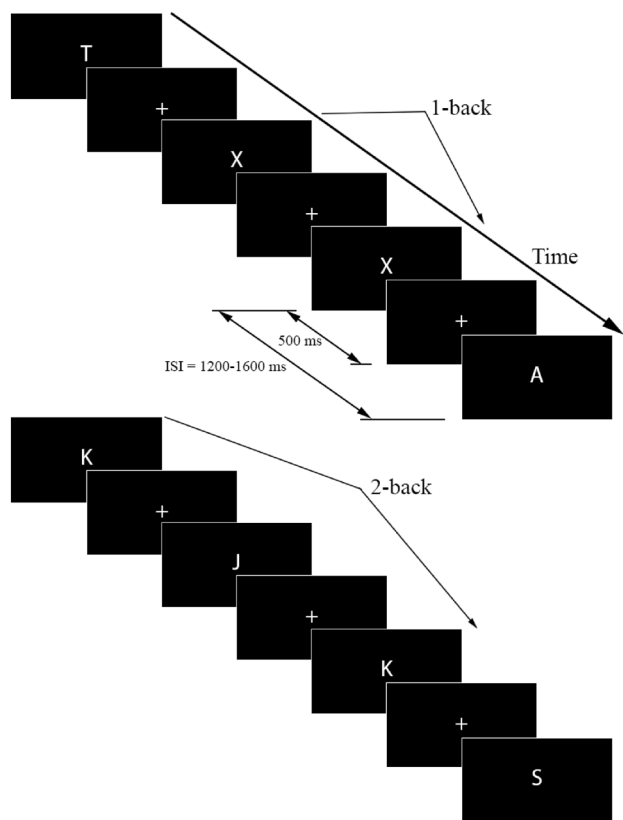 T
+
1-back
X
+
X
Time
+
500 ms
ISI = 1200-1600 ms
A
K
2-back
+
J
+
K
+
S